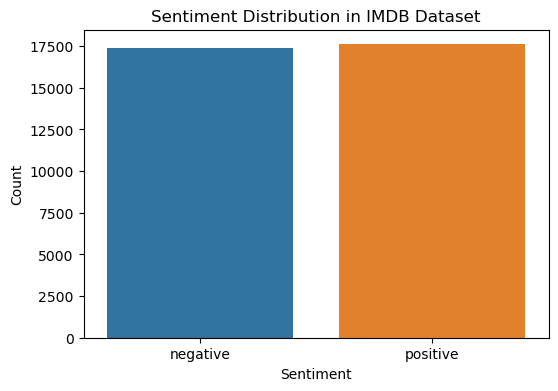 Sentiment Distribution in IMDB Dataset
17500
15000
12500
10000
7500
5000
2500
0
Count
negative
positive
Sentiment